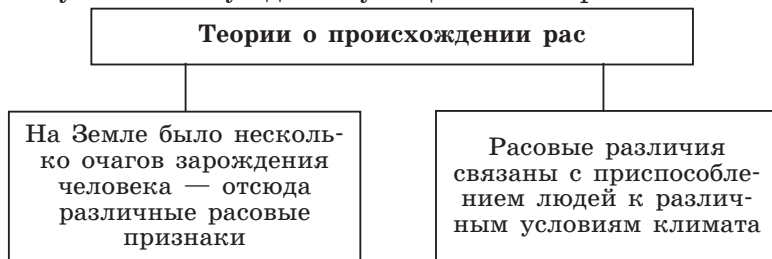 Теории о происхождении рас
На Земле было несколь-
ко очагов зарождения
человека — отсюда
различные расовые
признаки
Расовые различия
связаны с приспособле-
нием людей к различ-
ным условиям климата